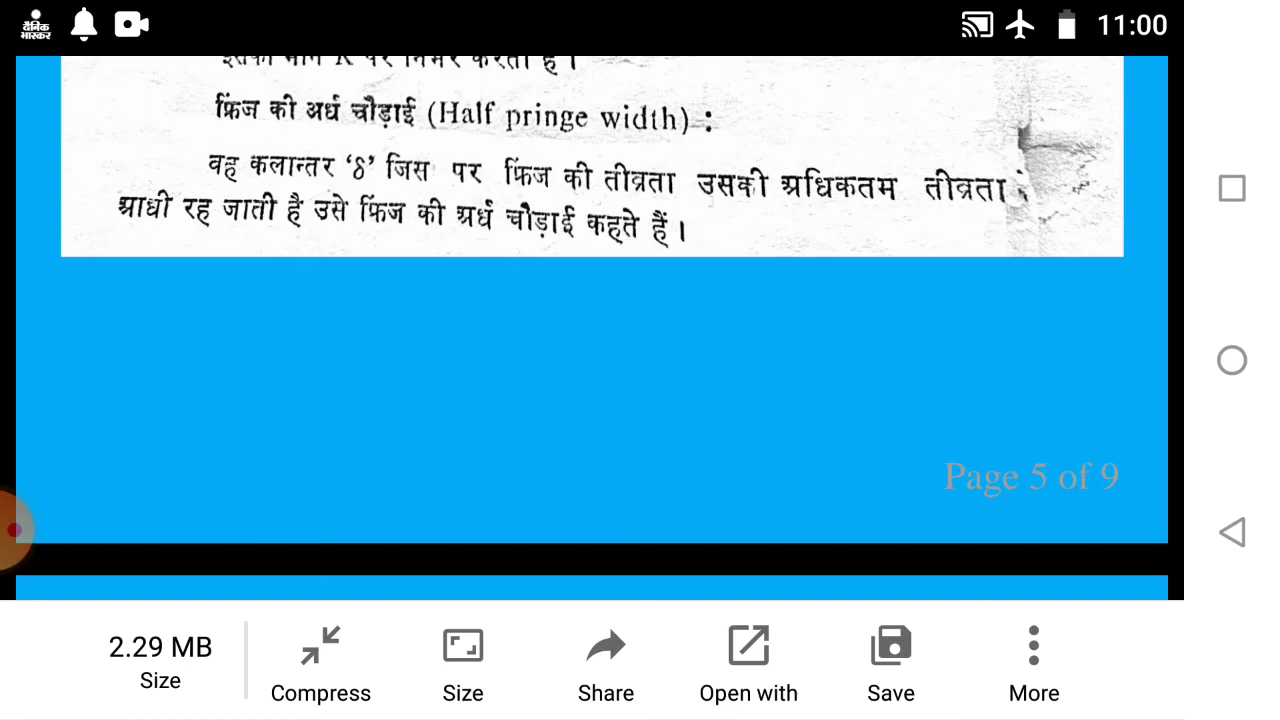 दैनिक
भास्कर
11:00
फ्रिंज की अर्ध चौड़ाई (Half pringe width) :
वह कलान्तर ‘δ’ जिस पर फ्रिंज की तीव्रता उसकी अधिकतम तीव्रता
आधी रह जाती है उसे फ्रिंज की अर्ध चौड़ाई कहते हैं।
Page 5 of 9
2.29 MB
Size
Compress
Size
Share
Open with
Save
More